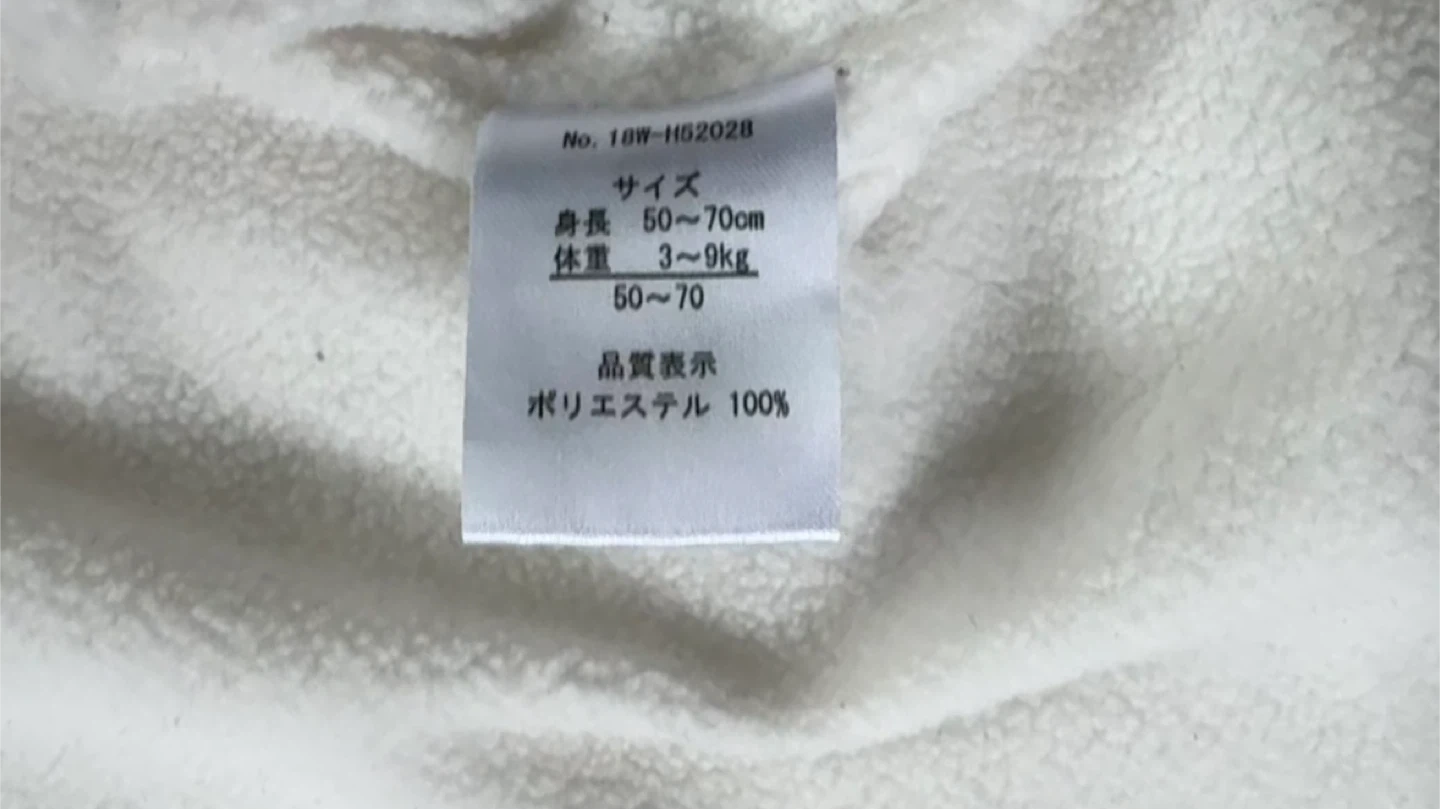 No. 18W-H52028
サイズ
身長 50～70cm
体重 3～9kg
50～70
品質表示
ポリエステル 100%